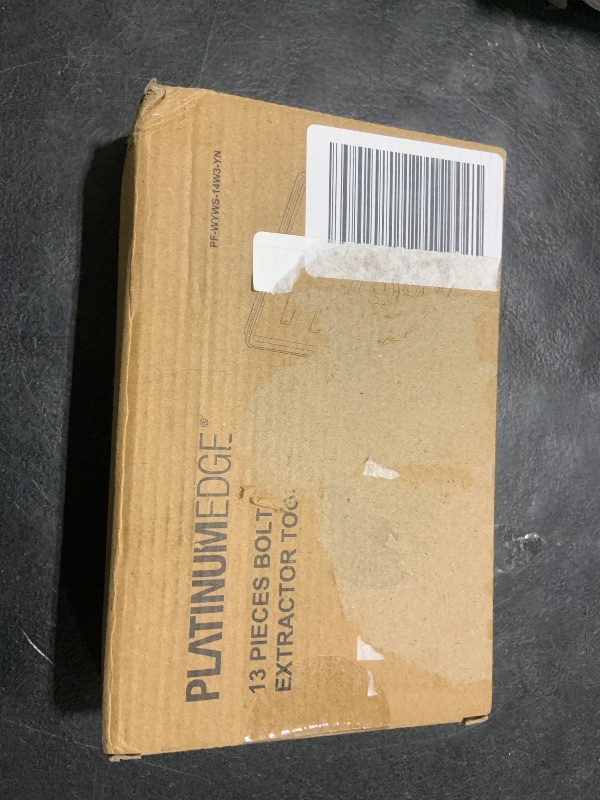 PLATINUMEDGE®
13 PIECES BOLT
EXTRACTOR TOO
PF-WYWS-14W3-YN